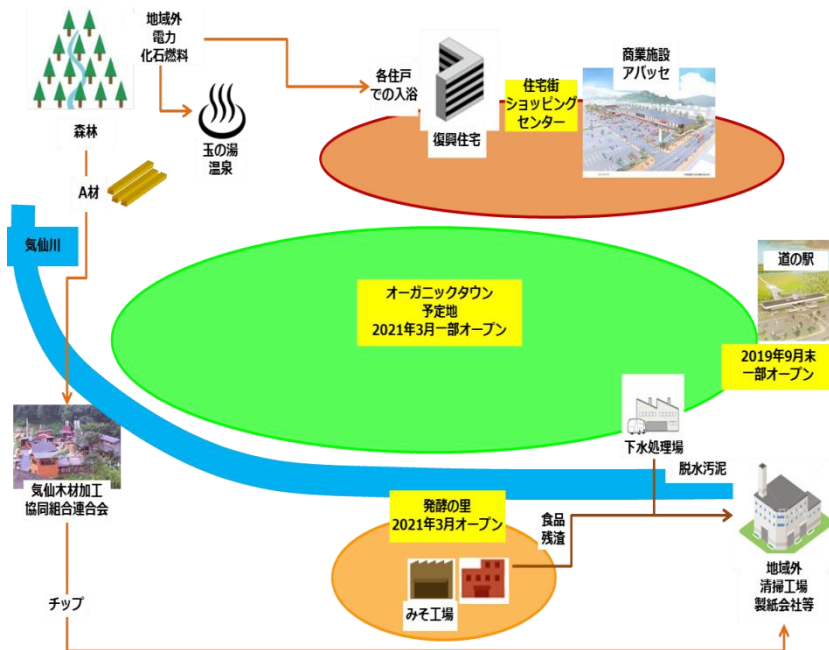 地域外
電力
化石燃料
森林
玉の湯
温泉
各住戸
での入浴
復興住宅
住宅街
ショッピング
センター
商業施設
アバッセ
A材
気仙川
オーガニックタウン
予定地
2021年3月一部オープン
道の駅
2019年9月末
一部オープン
下水処理場
脱水汚泥
気仙木材加工
協同組合連合会
発酵の里
2021年3月オープン
食品
残渣
みそ工場
チップ
地域外
清掃工場
製紙会社等